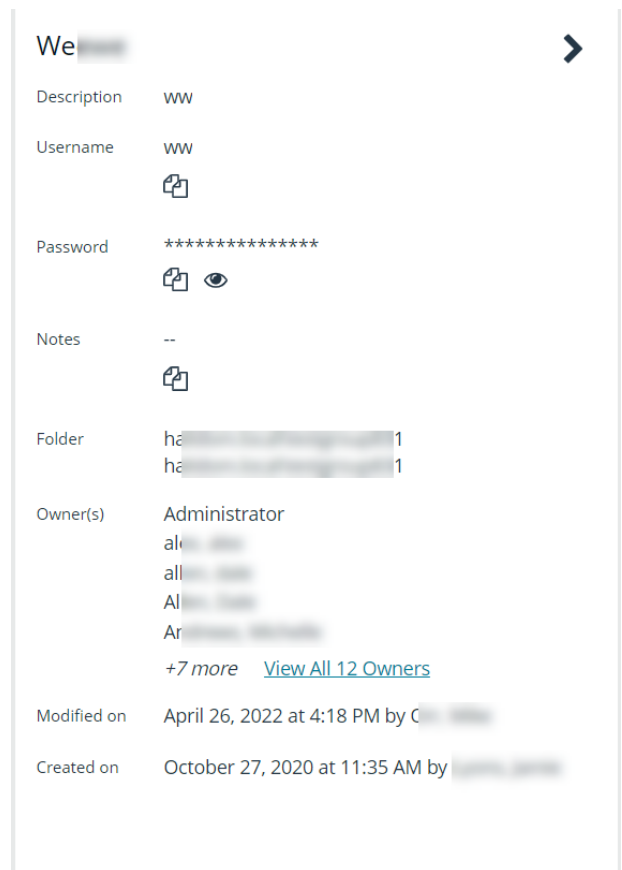 We
Description ww
Username ww
Password ***************
Notes --
Folder ha 1
ha 1
Owner(s) Administrator
al
all
Al
An
+7 more View All 12 Owners
Modified on April 26, 2022 at 4:18 PM by
Created on October 27, 2020 at 11:35 AM by